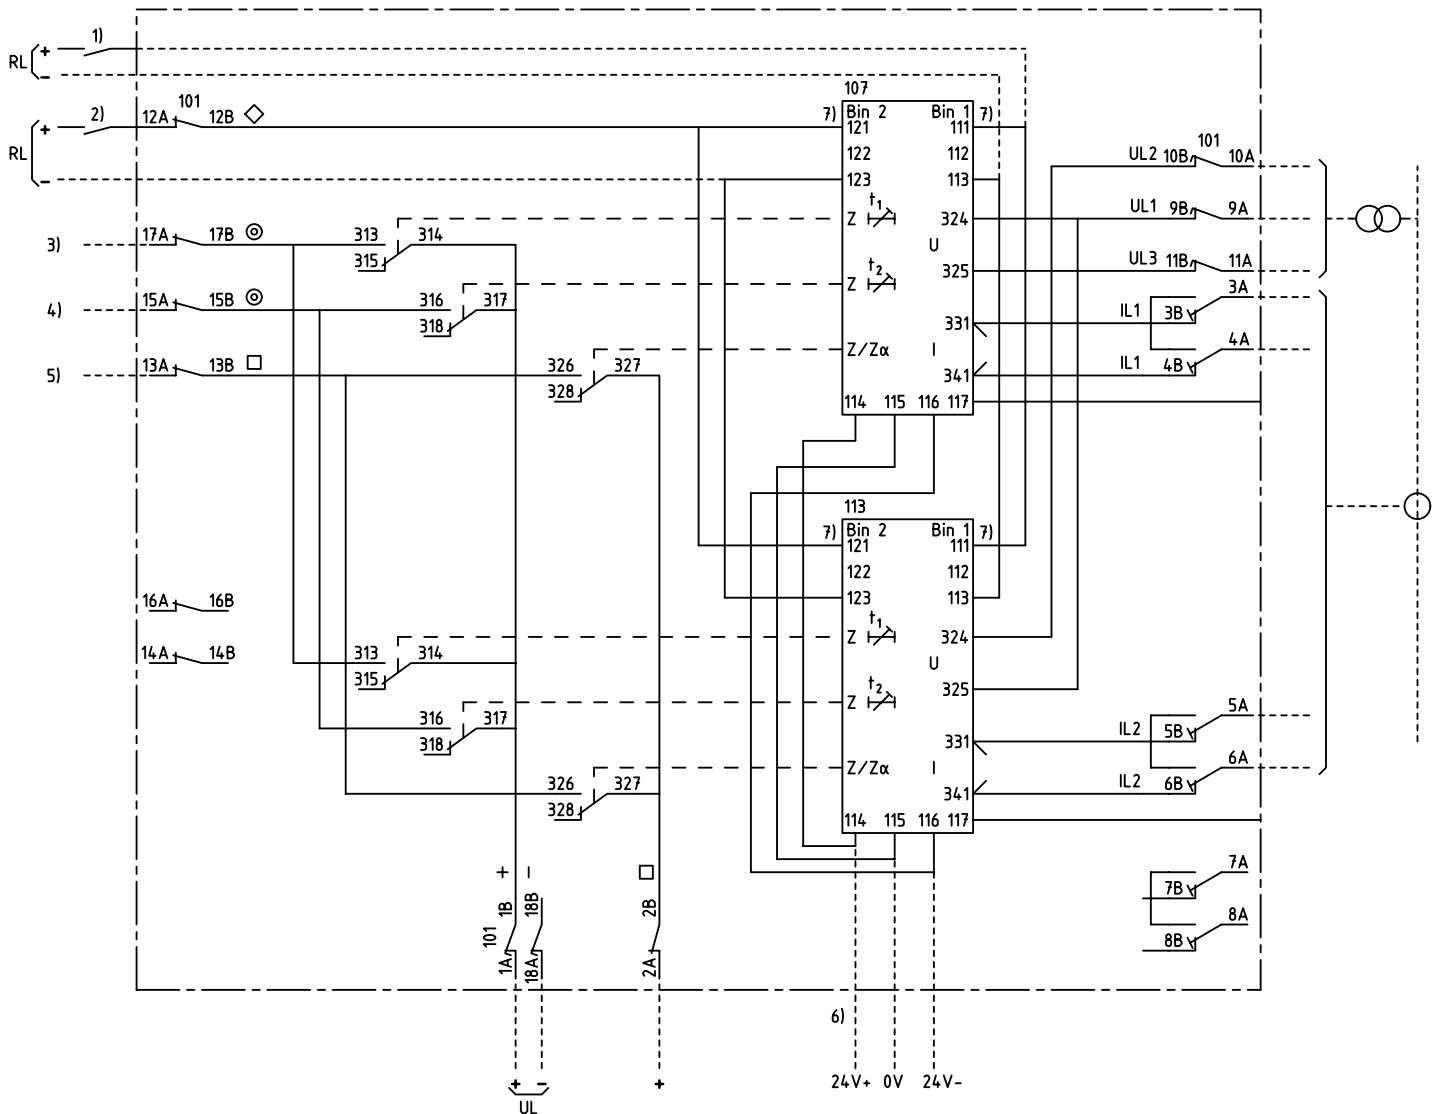 1)
RL + 
-
107
2) 12A 101 12B 7) Bin 2 Bin 1 7)
RL + 121 111
122 112
UL2 10B 101 10A
- 123 113
t1
Z 324 UL1 9B 9A
3) 17A 17B 313 314
315 U
t2
Z 325 UL3 11B 11A
4) 15A 15B 316 317
318 331 IL1 3B 3A
Z/Zα I
5) 13A 13B 326 327
328 341 IL1 4B 4A
114 115 116 117
113
7) Bin 2 Bin 1 7)
121 111
122 112
16A 16B 123 113
t1
Z 324
14A 14B 313 314
315 U
t2
Z 325
316 317
318 331 IL2 5B 5A
Z/Zα I
326 327
328 341 IL2 6B 6A
114 115 116 117
+ -
7B 7A
1B 18B 2B
101
8B 8A
1A 18A 2A
6)
+ - + 24V+ 0V 24V-
UL